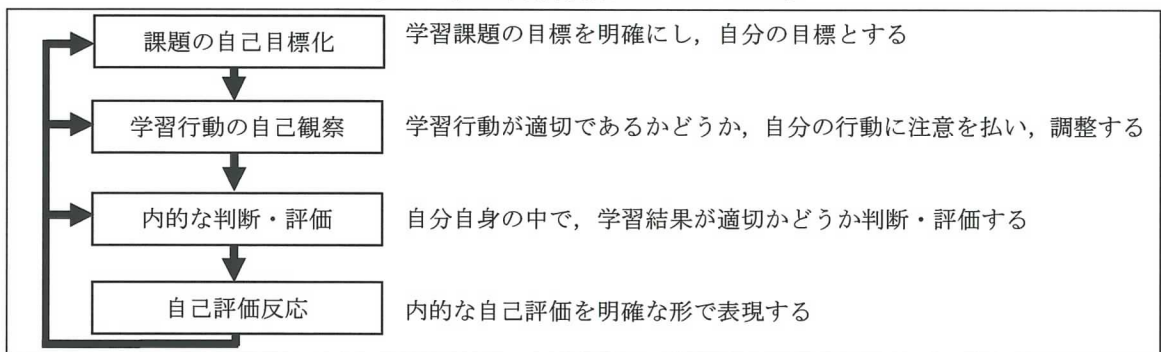 課題の自己目標化 学習課題の目標を明確にし，自分の目標とする
学習行動の自己観察 学習行動が適切であるかどうか，自分の行動に注意を払い，調整する
内的な判断・評価 自分自身の中で，学習結果が適切かどうか判断・評価する
自己評価反応 内的な自己評価を明確な形で表現する